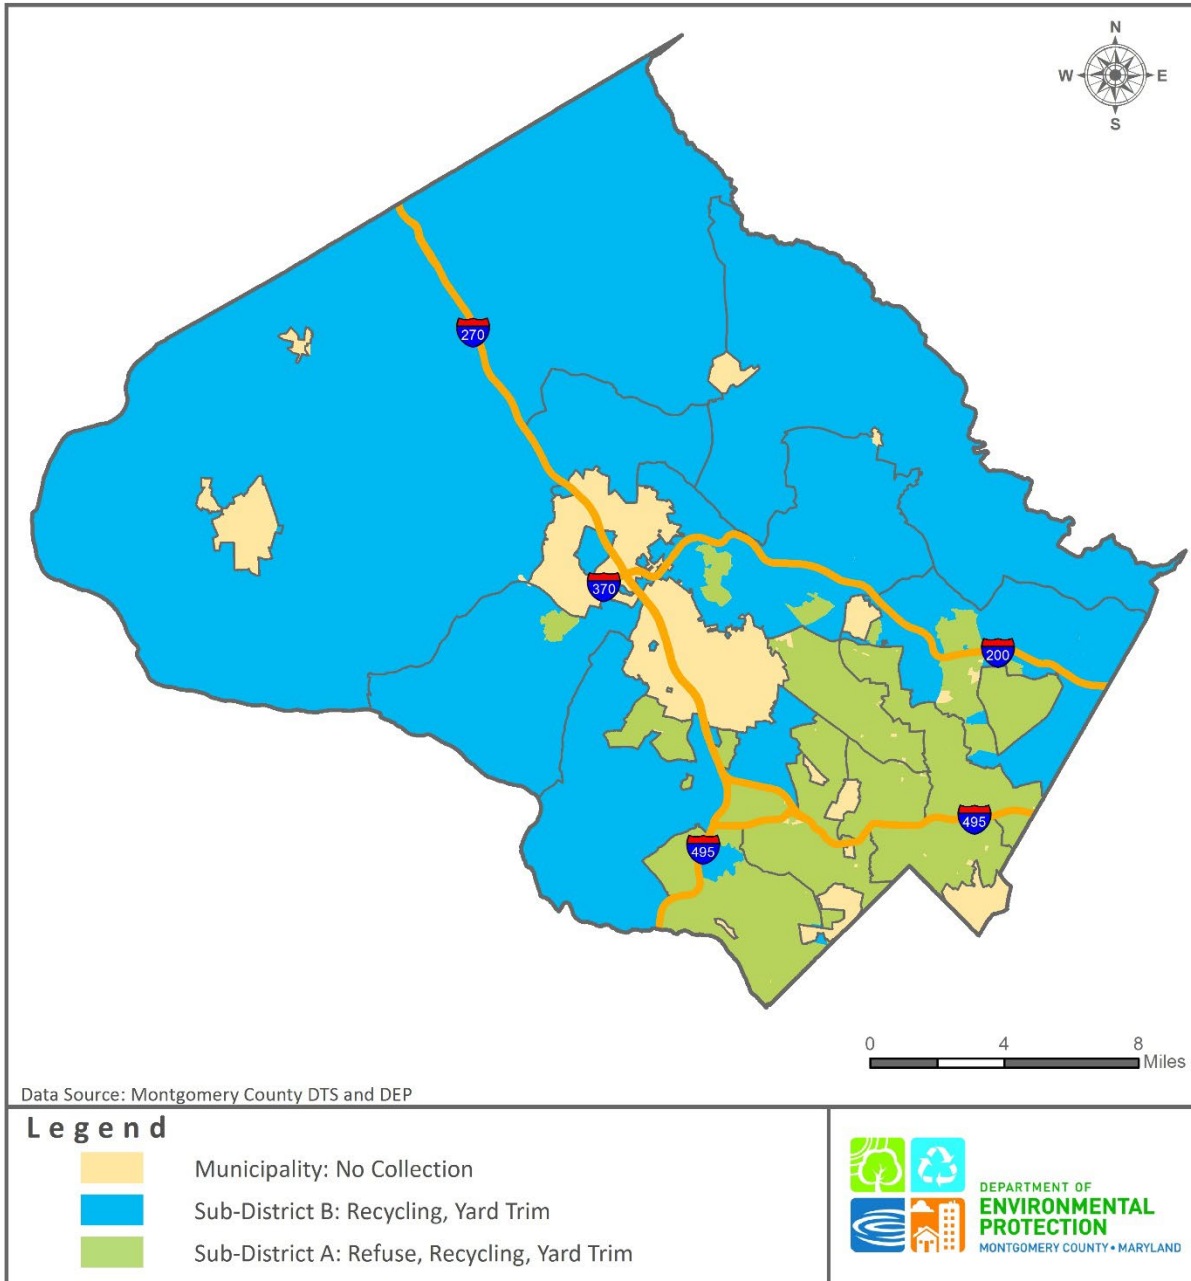 N
W E
S
270
370
200
495
495
0 4 8
Miles
Data Source: Montgomery County DTS and DEP
Legend
Municipality: No Collection
Sub-District B: Recycling, Yard Trim
Sub-District A: Refuse, Recycling, Yard Trim
DEPARTMENT OF
ENVIRONMENTAL
PROTECTION
MONTGOMERY COUNTY • MARYLAND